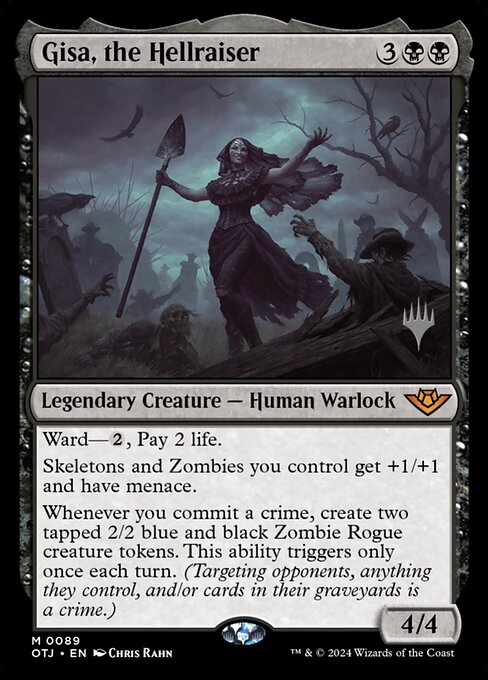 Gisa, the Hellraiser 3
Legendary Creature — Human Warlock
Ward—2, Pay 2 life.
Skeletons and Zombies you control get +1/+1
and have menace.
Whenever you commit a crime, create two
tapped 2/2 blue and black Zombie Rogue
creature tokens. This ability triggers only
once each turn. (Targeting opponents, anything
they control, and/or cards in their graveyards is
a crime.)
4/4
M 0089
OTJ • EN Chris Rahn
™ & © 2024 Wizards of the Coast